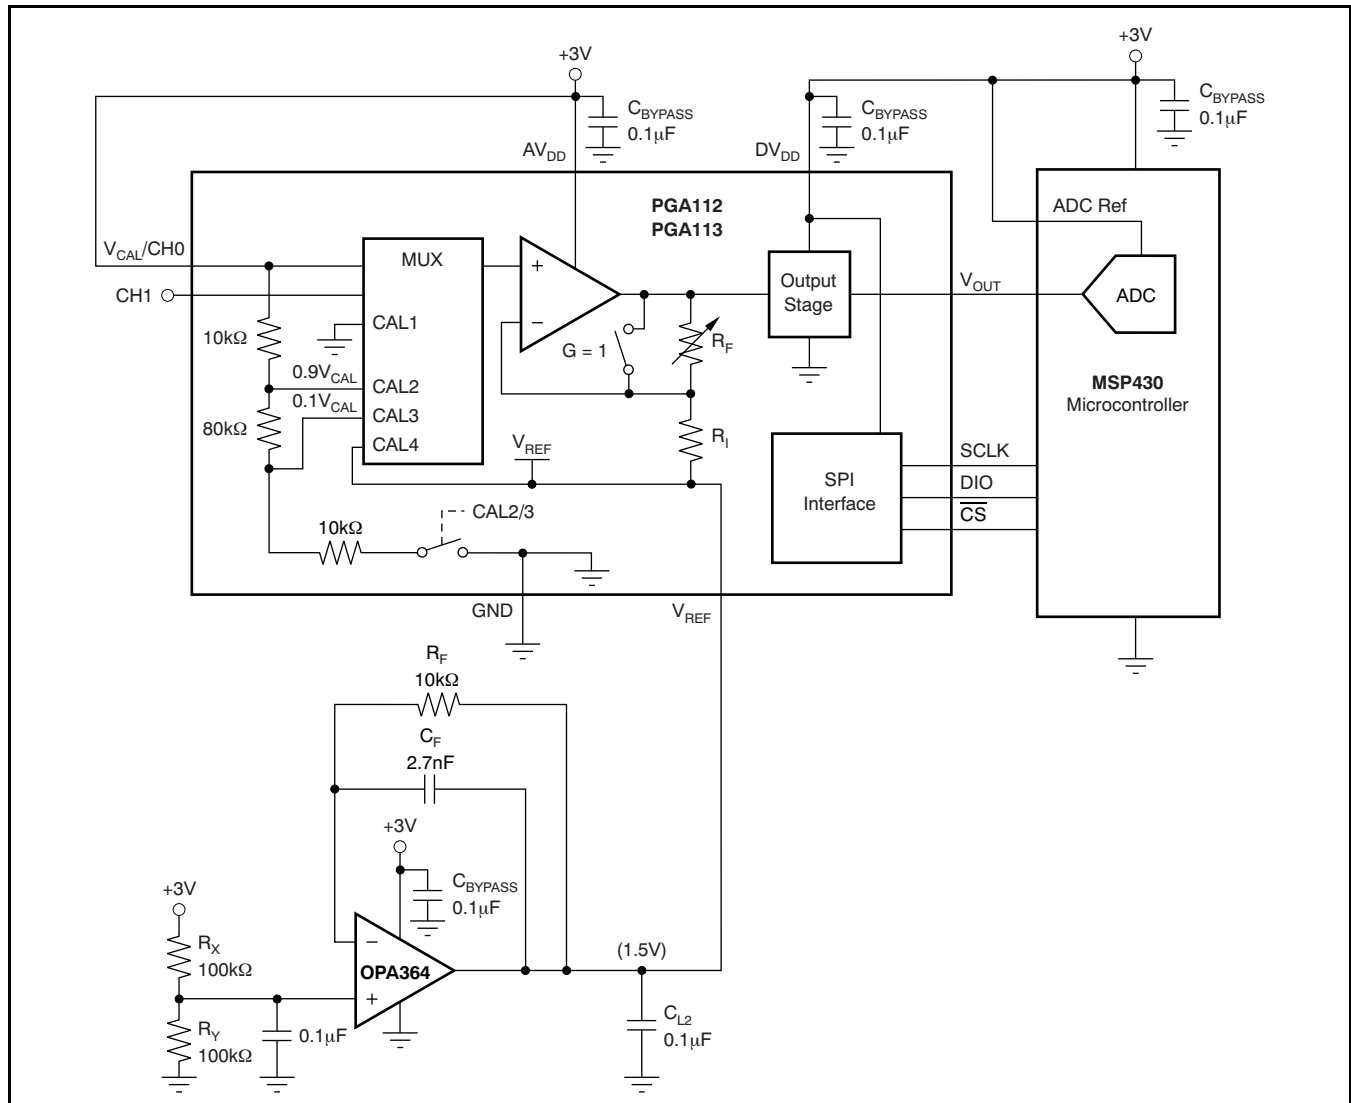 +3V
+3V
C_BYPASS
0.1µF
C_BYPASS
0.1µF
C_BYPASS
0.1µF
AV_DD
DV_DD
PGA112
PGA113
ADC Ref
V_CAL/CH0
MUX
+
Output
Stage
V_OUT
ADC
CH1
CAL1
−
10kΩ
G = 1
R_F
0.9V_CAL
CAL2
MSP430
Microcontroller
0.1V_CAL
CAL3
80kΩ
CAL4
V_REF
R_I
SCLK
SPI
Interface
DIO
CS
CAL2/3
10kΩ
GND
V_REF
R_F
10kΩ
C_F
2.7nF
+3V
C_BYPASS
0.1µF
+3V
R_X
100kΩ
−
OPA364
+
(1.5V)
R_Y
100kΩ
0.1µF
C_L2
0.1µF